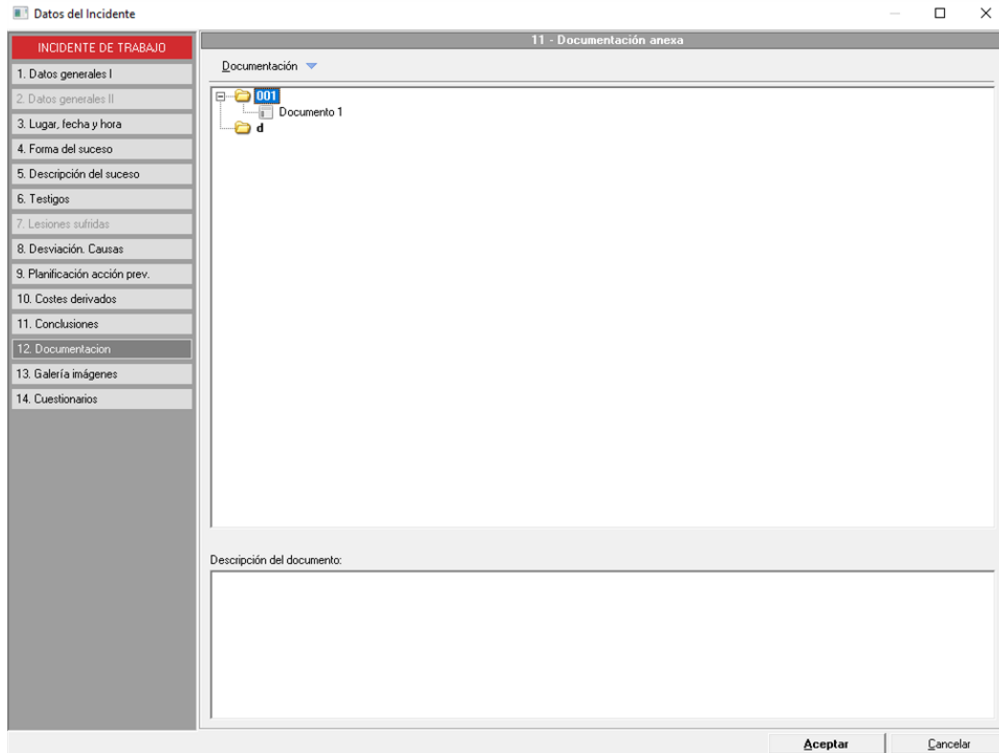 Datos del Incidente
INCIDENTE DE TRABAJO
1. Datos generales I
2. Datos generales II
3. Lugar, fecha y hora
4. Forma del suceso
5. Descripción del suceso
6. Testigos
7. Lesiones sufridas
8. Desviación. Causas
9. Planificación acción prev.
10. Costes derivados
11. Conclusiones
12. Documentacion
13. Galería imágenes
14. Cuestionarios
11 - Documentación anexa
Documentación
001
Documento 1
d
Descripción del documento:
Aceptar
Cancelar